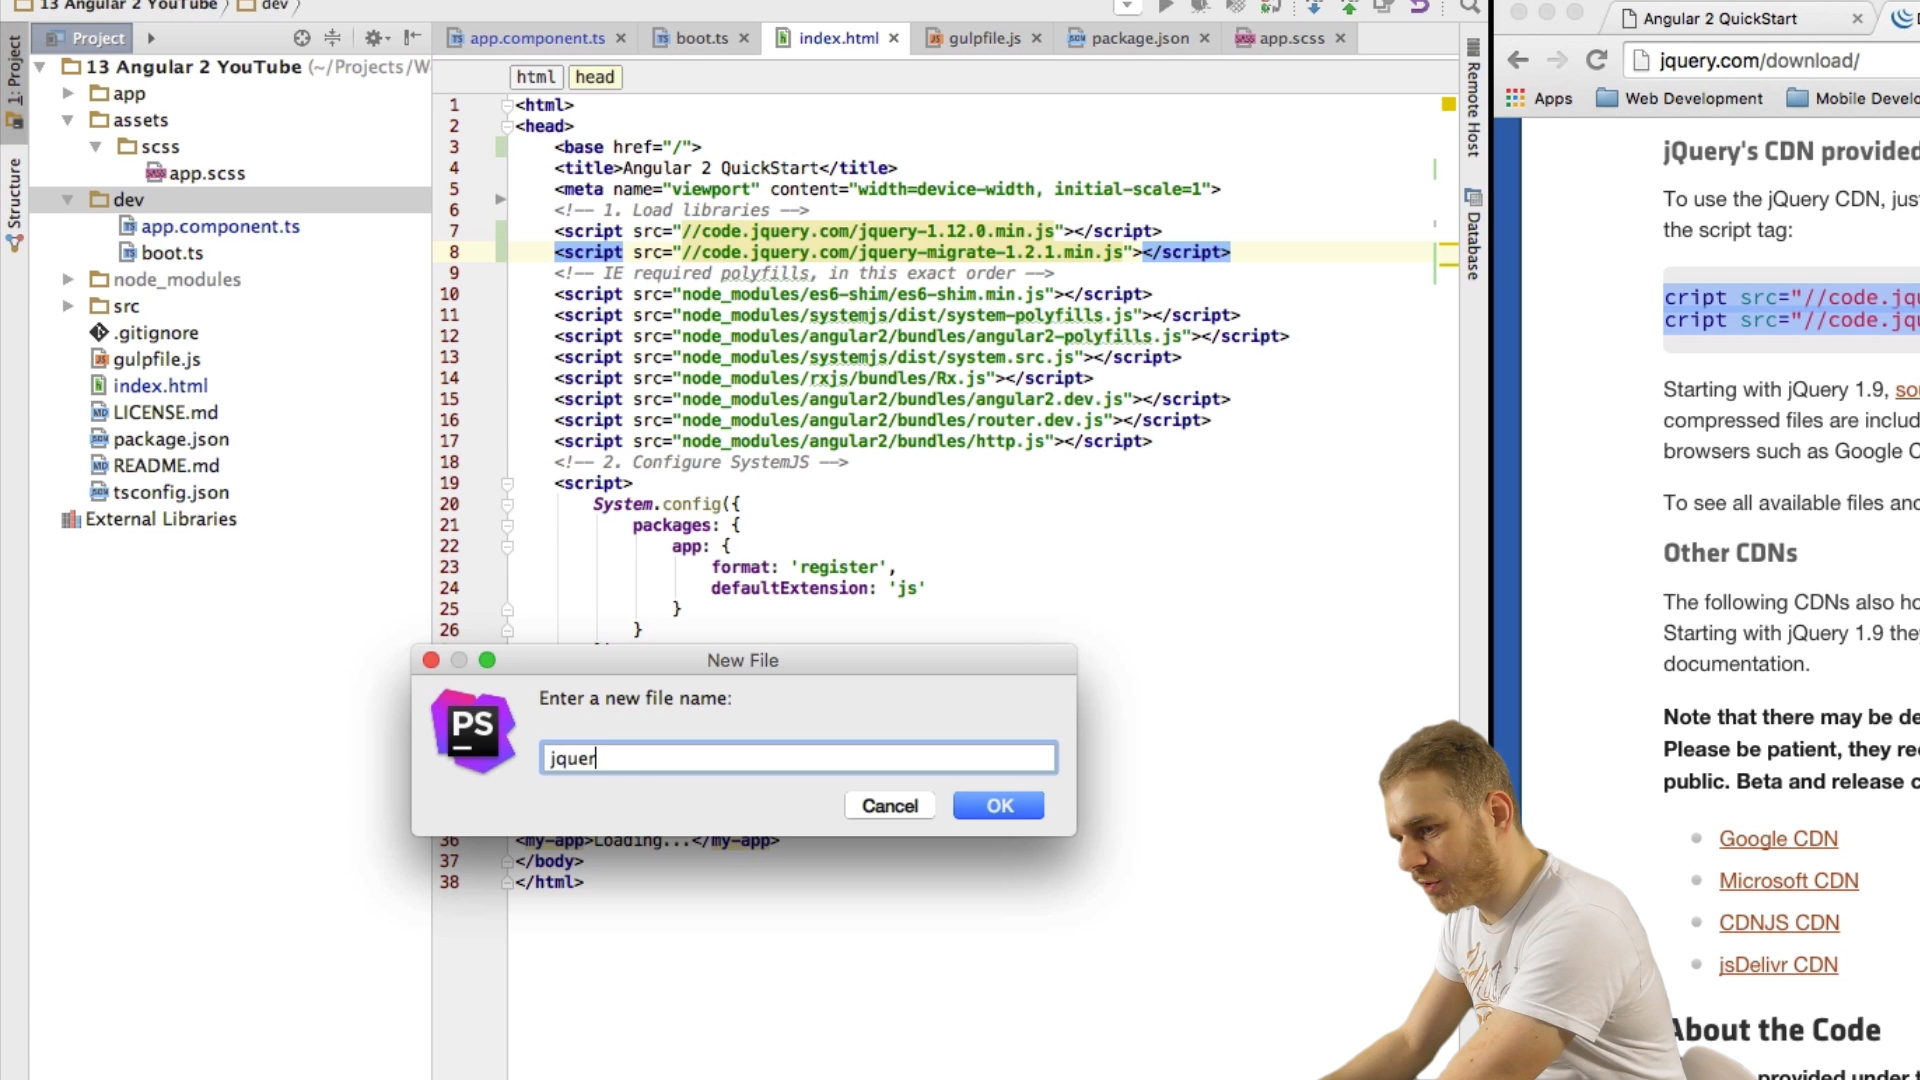 13 Angular 2 YouTube
dev
1: Project
Structure
Project
13 Angular 2 YouTube (~/Projects/W
app
assets
scss
app.scss
dev
app.component.ts
boot.ts
node_modules
src
.gitignore
gulpfile.js
index.html
LICENSE.md
package.json
README.md
tsconfig.json
External Libraries
app.component.ts
boot.ts
index.html
gulpfile.js
package.json
app.scss
html
head
1 <html>
2 <head>
3 <base href="/">
4 <title>Angular 2 QuickStart</title>
5 <meta name="viewport" content="width=device-width, initial-scale=1">
6 <!-- 1. Load libraries -->
7 <script src="//code.jquery.com/jquery-1.12.0.min.js"></script>
8 <script src="//code.jquery.com/jquery-migrate-1.2.1.min.js"></script>
9 <!-- IE required polyfills, in this exact order -->
10 <script src="node_modules/es6-shim/es6-shim.min.js"></script>
11 <script src="node_modules/systemjs/dist/system-polyfills.js"></script>
12 <script src="node_modules/angular2/bundles/angular2-polyfills.js"></script>
13 <script src="node_modules/systemjs/dist/system.src.js"></script>
14 <script src="node_modules/rxjs/bundles/Rx.js"></script>
15 <script src="node_modules/angular2/bundles/angular2.dev.js"></script>
16 <script src="node_modules/angular2/bundles/router.dev.js"></script>
17 <script src="node_modules/angular2/bundles/http.js"></script>
18 <!-- 2. Configure SystemJS -->
19 <script>
20 System.config({
21 packages: {
22 app: {
23 format: 'register',
24 defaultExtension: 'js'
25 }
26 }
New File
PS
Enter a new file name:
jquer
Cancel
OK
36 <my-app>Loading...</my-app>
37 </body>
38 </html>
Remote Host
Database
Angular 2 QuickStart
jquery.com/download/
Apps
Web Development
Mobile Develo
jQuery's CDN provided
To use the jQuery CDN, jus
the script tag:
cript src="//code.jqu
cript src="//code.jqu
Starting with jQuery 1.9, so
compressed files are includ
browsers such as Google C
To see all available files and
Other CDNs
The following CDNs also ho
Starting with jQuery 1.9 they
documentation.
Note that there may be de
Please be patient, they rec
public. Beta and release c
Google CDN
Microsoft CDN
CDNJS CDN
jsDelivr CDN
About the Code
provided under t